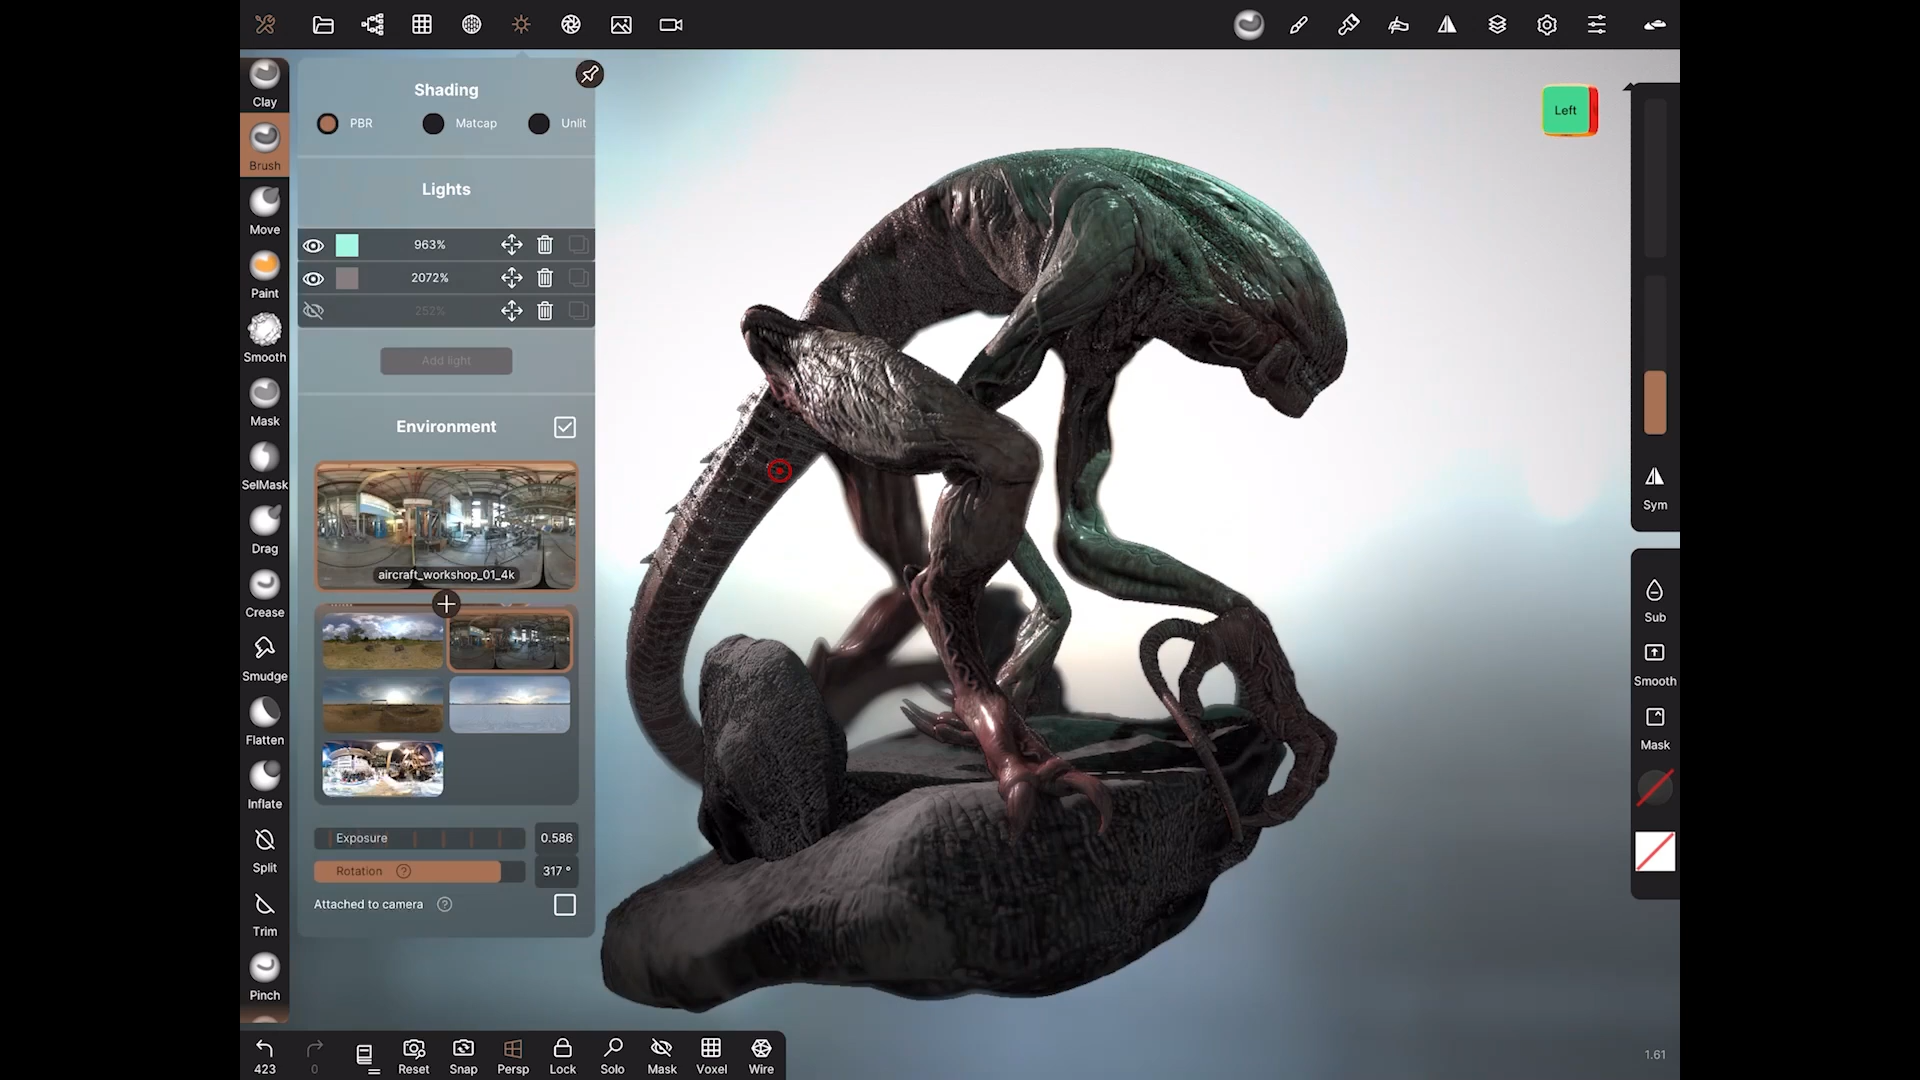 Clay
Brush
Move
Paint
Smooth
Mask
SelMask
Drag
Crease
Smudge
Flatten
Inflate
Split
Trim
Pinch
Shading
PBR
Matcap
Unlit
Lights
963%
2072%
252%
Add light
Environment
aircraft_workshop_01_4k
Exposure
0.586
Rotation ?
317 °
Attached to camera ?
Left
Sym
Sub
Smooth
Mask
423
0
Reset
Snap
Persp
Lock
Solo
Mask
Voxel
Wire
1.61